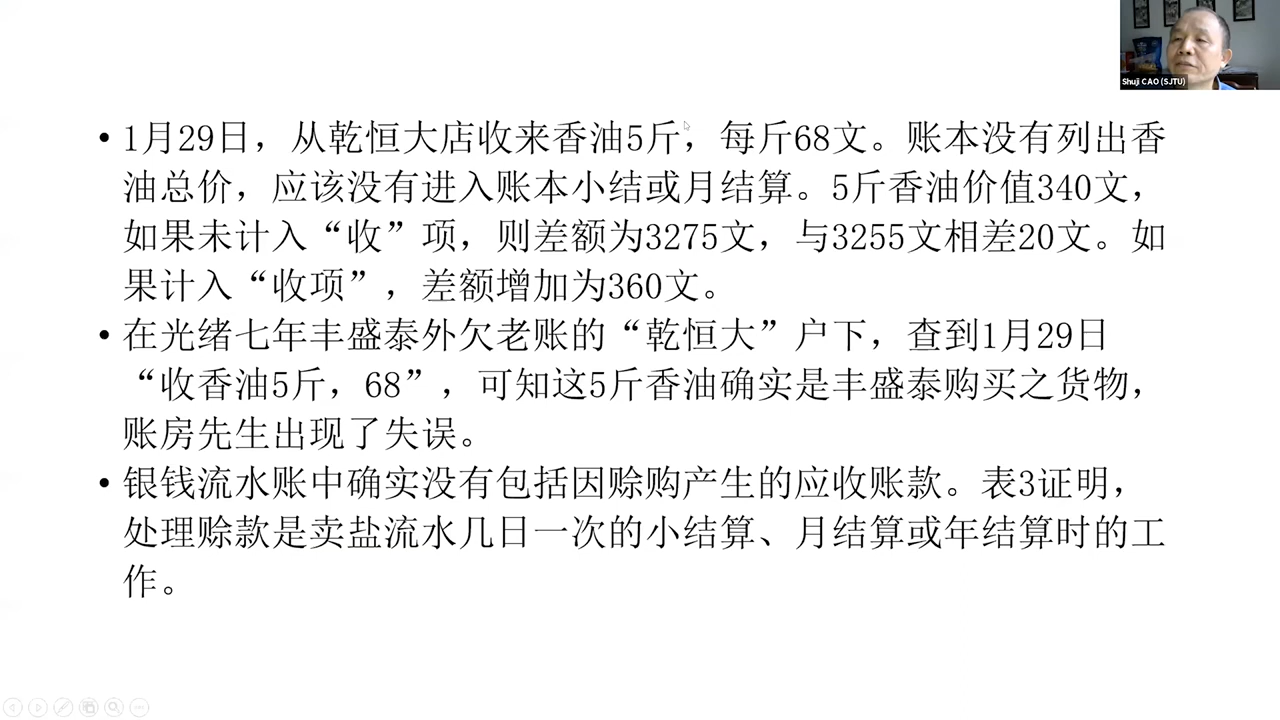 Shuji CAO (SJTU)
• 1月29日，从乾恒大店收来香油5斤，每斤68文。账本没有列出香
油总价，应该没有进入账本小结或月结算。5斤香油价值340文，
如果未计入“收”项，则差额为3275文，与3255文相差20文。如
果计入“收项”，差额增加为360文。
• 在光绪七年丰盛泰外欠老账的“乾恒大”户下，查到1月29日
“收香油5斤，68”，可知这5斤香油确实是丰盛泰购买之货物，
账房先生出现了失误。
• 银钱流水账中确实没有包括因赊购产生的应收账款。表3证明，
处理赊款是卖盐流水几日一次的小结算、月结算或年结算时的工
作。